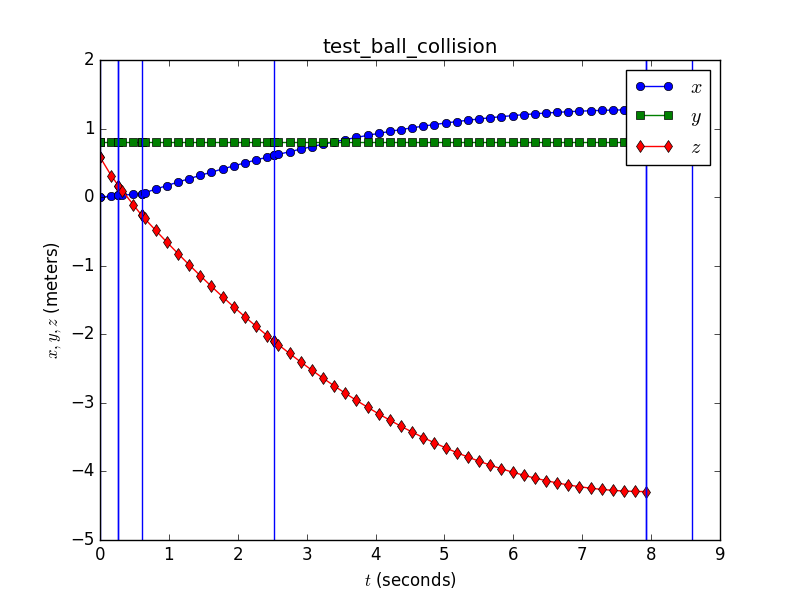 test_ball_collision
x
y
z
2
1
0
−1
−2
−3
−4
−5
x, y, z (meters)
0 1 2 3 4 5 6 7 8 9
t (seconds)